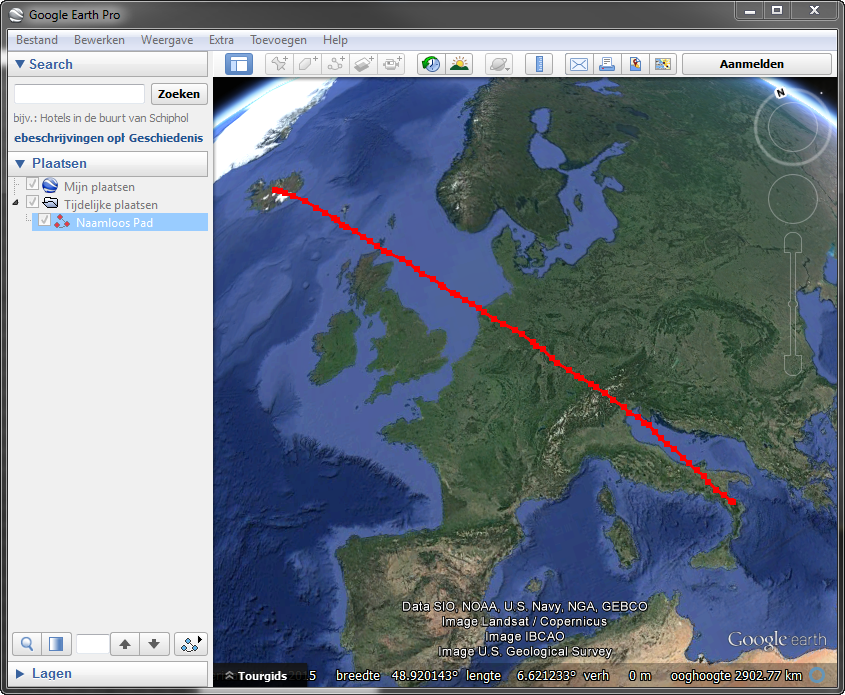 Google Earth Pro
Bestand Bewerken Weergave Extra Toevoegen Help
Search
Aanmelden
Zoeken
bijv.: Hotels in de buurt van Schiphol
ebeschrijvingen opl Geschiedenis
Plaatsen
Mijn plaatsen
Tijdelijke plaatsen
Naamloos Pad
N
Data SIO, NOAA, U.S. Navy, NGA, GEBCO
Image Landsat / Copernicus
Image IBCAO
Image U.S. Geological Survey
Google earth
Lagen
Tourgids 15 breedte 48.920143° lengte 6.621233° verh 0 m ooghoogte 2902.77 km